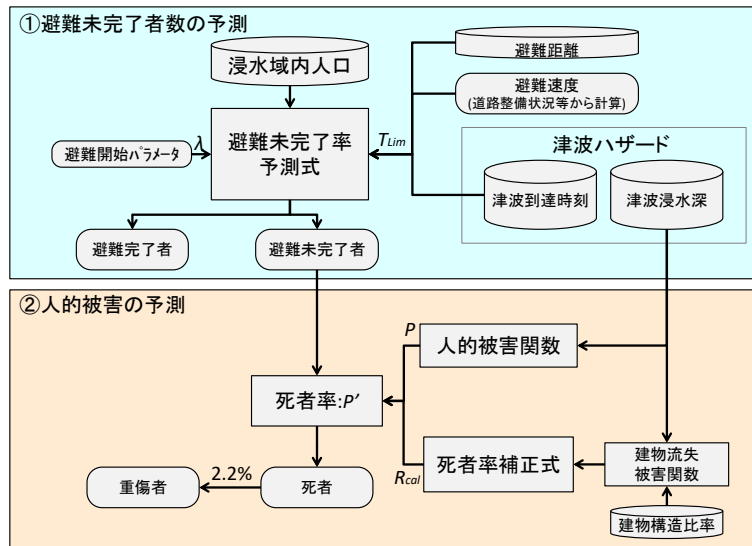 ①避難未完了者数の予測
浸水域内人口
避難距離
避難速度
(道路整備状況等から計算)
避難開始ﾊﾟﾗﾒｰﾀ
λ
避難未完了率
予測式
TLim
津波ハザード
津波到達時刻
津波浸水深
避難完了者
避難未完了者
②人的被害の予測
P
人的被害関数
死者率:P′
Rcal
死者率補正式
建物流失
被害関数
建物構造比率
重傷者
2.2%
死者